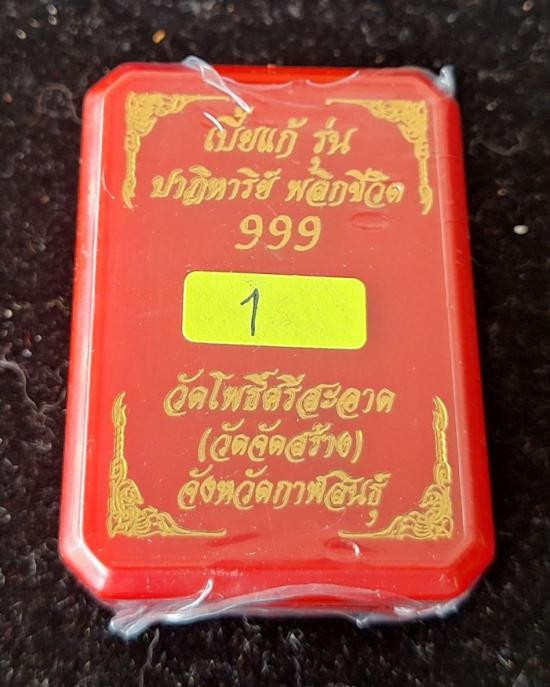 เบี้ยแก้ รุ่น
ปาฏิหาริย์ พลิกชีวิต
999
1
วัดโพธิ์ศรีสะอาด
(วัดจัดสร้าง)
จังหวัดกาฬสินธุ์